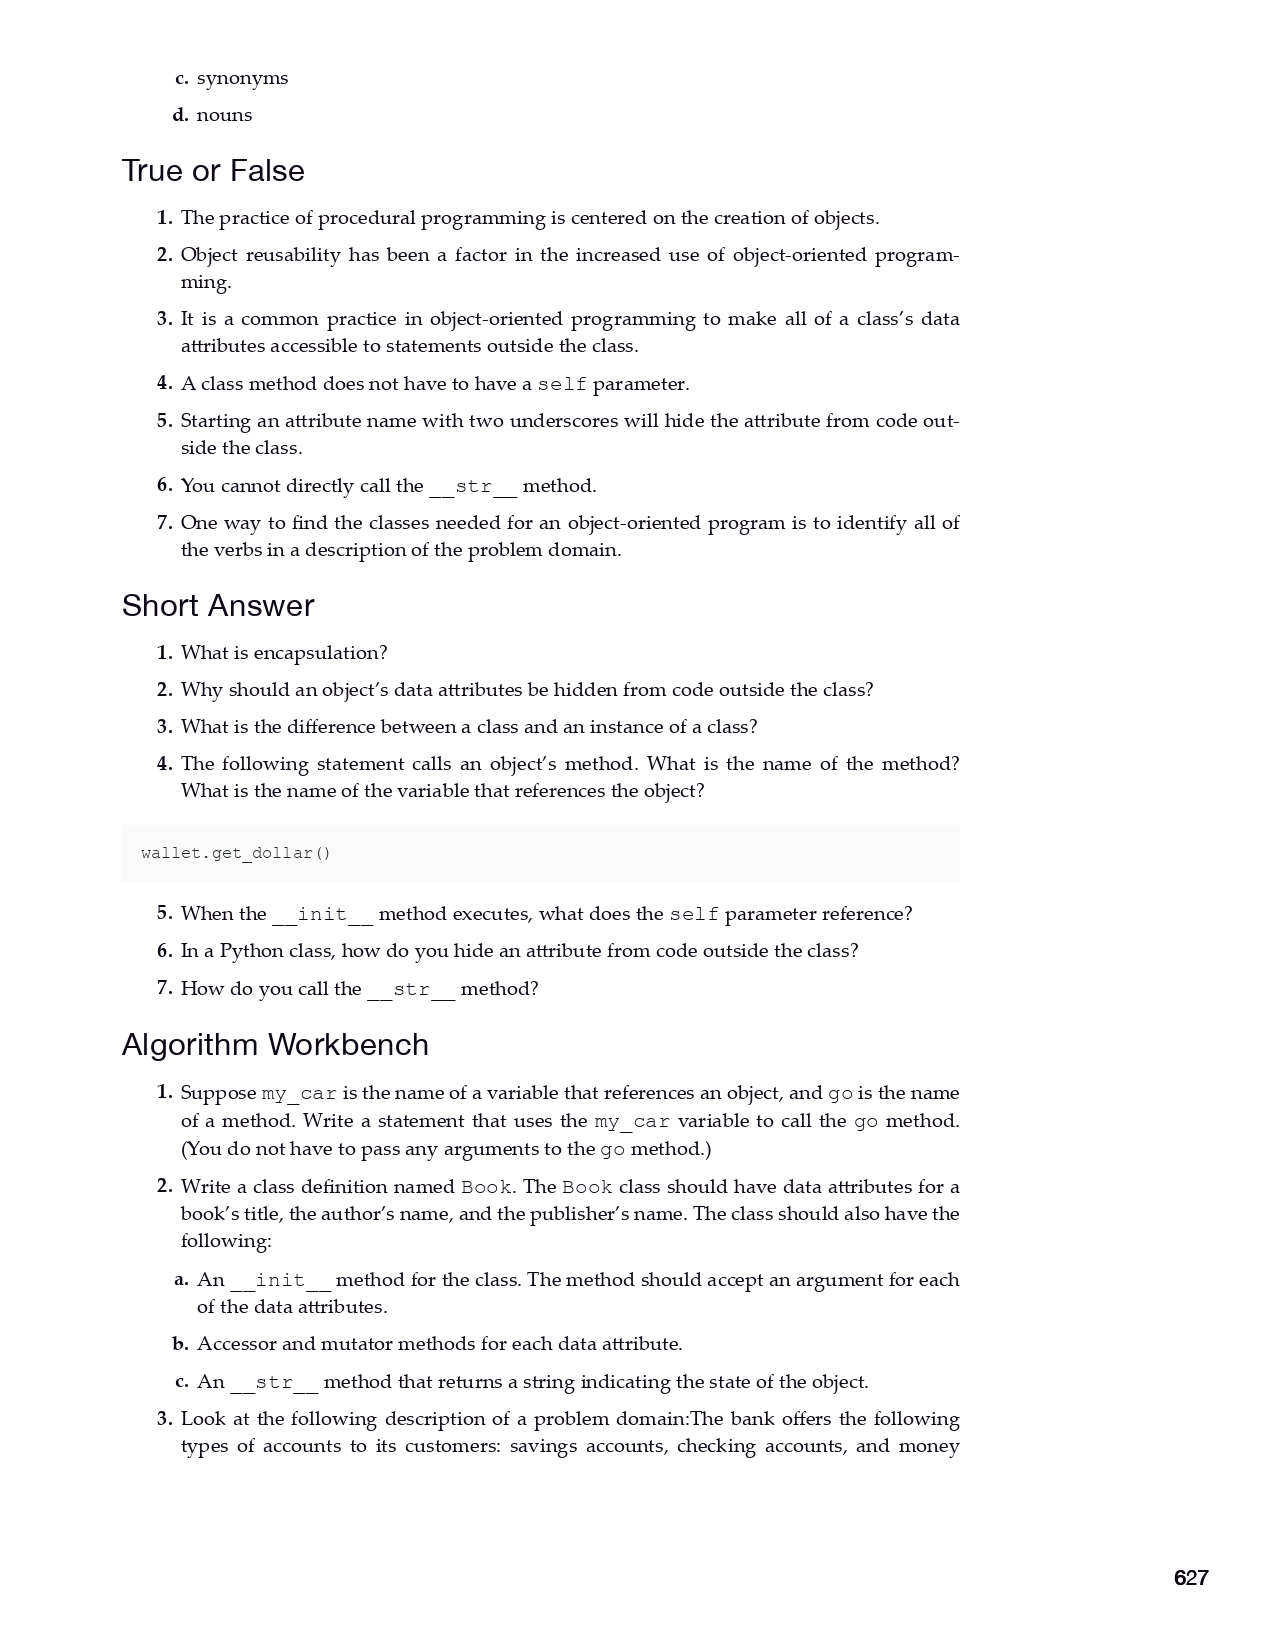 c. synonyms
d. nouns
True or False
1. The practice of procedural programming is centered on the creation of objects.
2. Object reusability has been a factor in the increased use of object-oriented program-
ming.
3. It is a common practice in object-oriented programming to make all of a class’s data
attributes accessible to statements outside the class.
4. A class method does not have to have a self parameter.
5. Starting an attribute name with two underscores will hide the attribute from code out-
side the class.
6. You cannot directly call the __str__ method.
7. One way to find the classes needed for an object-oriented program is to identify all of
the verbs in a description of the problem domain.
Short Answer
1. What is encapsulation?
2. Why should an object’s data attributes be hidden from code outside the class?
3. What is the difference between a class and an instance of a class?
4. The following statement calls an object’s method. What is the name of the method?
What is the name of the variable that references the object?
wallet.get_dollar()
5. When the __init__ method executes, what does the self parameter reference?
6. In a Python class, how do you hide an attribute from code outside the class?
7. How do you call the __str__ method?
Algorithm Workbench
1. Suppose my_car is the name of a variable that references an object, and go is the name
of a method. Write a statement that uses the my_car variable to call the go method.
(You do not have to pass any arguments to the go method.)
2. Write a class definition named Book. The Book class should have data attributes for a
book’s title, the author’s name, and the publisher’s name. The class should also have the
following:
a. An __init__ method for the class. The method should accept an argument for each
of the data attributes.
b. Accessor and mutator methods for each data attribute.
c. An __str__ method that returns a string indicating the state of the object.
3. Look at the following description of a problem domain:The bank offers the following
types of accounts to its customers: savings accounts, checking accounts, and money
627